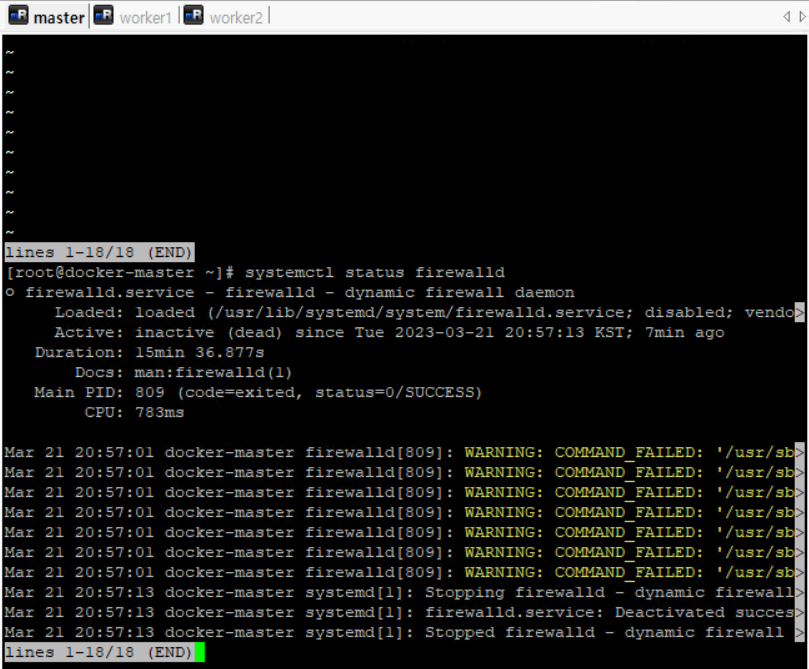 master worker1 worker2
~
~
~
~
~
~
~
~
~
~
lines 1-18/18 (END)
[root@docker-master ~]# systemctl status firewalld
○ firewalld.service - firewalld - dynamic firewall daemon
Loaded: loaded (/usr/lib/systemd/system/firewalld.service; disabled; vendo>
Active: inactive (dead) since Tue 2023-03-21 20:57:13 KST; 7min ago
Duration: 15min 36.877s
Docs: man:firewalld(1)
Main PID: 809 (code=exited, status=0/SUCCESS)
CPU: 783ms
Mar 21 20:57:01 docker-master firewalld[809]: WARNING: COMMAND_FAILED: '/usr/sb>
Mar 21 20:57:01 docker-master firewalld[809]: WARNING: COMMAND_FAILED: '/usr/sb>
Mar 21 20:57:01 docker-master firewalld[809]: WARNING: COMMAND_FAILED: '/usr/sb>
Mar 21 20:57:01 docker-master firewalld[809]: WARNING: COMMAND_FAILED: '/usr/sb>
Mar 21 20:57:01 docker-master firewalld[809]: WARNING: COMMAND_FAILED: '/usr/sb>
Mar 21 20:57:01 docker-master firewalld[809]: WARNING: COMMAND_FAILED: '/usr/sb>
Mar 21 20:57:01 docker-master firewalld[809]: WARNING: COMMAND_FAILED: '/usr/sb>
Mar 21 20:57:13 docker-master systemd[1]: Stopping firewalld - dynamic firewall>
Mar 21 20:57:13 docker-master systemd[1]: firewalld.service: Deactivated succes>
Mar 21 20:57:13 docker-master systemd[1]: Stopped firewalld - dynamic firewall >
lines 1-18/18 (END)